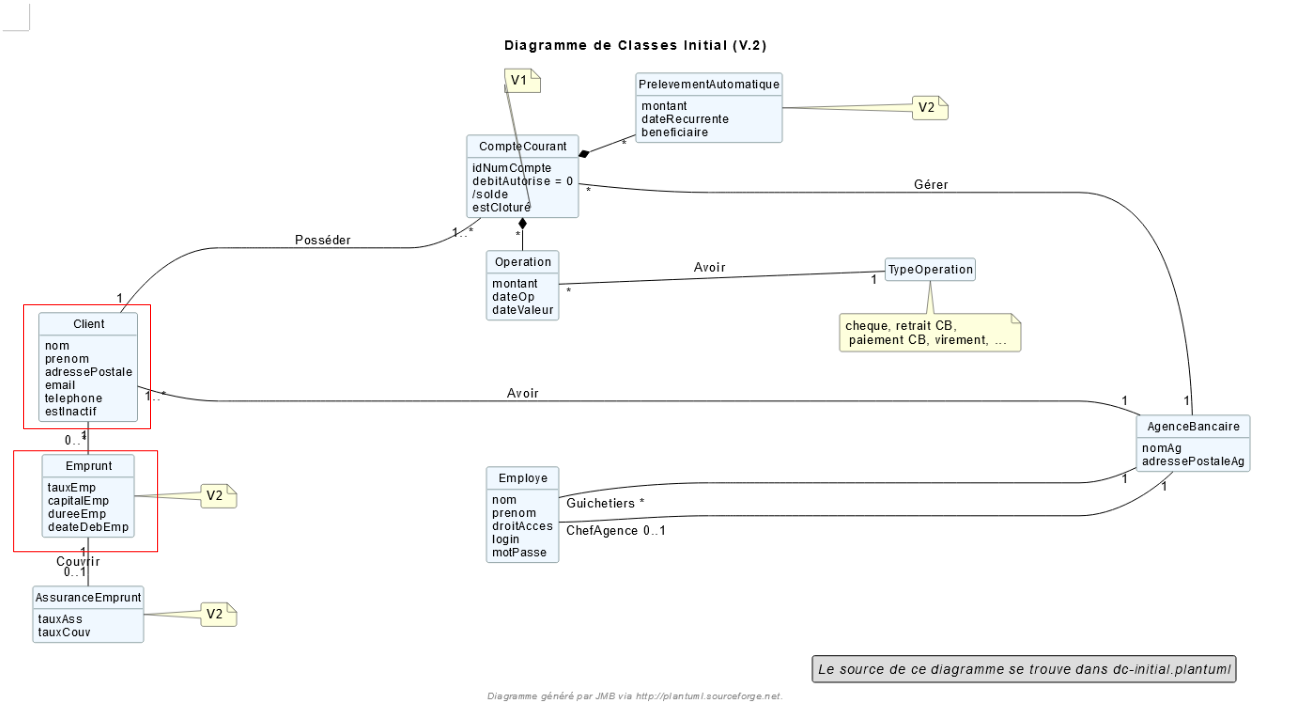 Diagramme de Classes Initial (V.2)
V1
PrelevementAutomatique
montant
dateRecurrente
beneficiaire
V2
CompteCourant
idNumCompte
debitAutorise = 0
/solde
estCloturé
*
*
Gérer
1..*
*
Posséder
1
Operation
montant
dateOp
dateValeur
*
Avoir
1
TypeOperation
cheque, retrait CB,
paiement CB, virement, ...
Client
nom
prenom
adressePostale
email
telephone
estInactif
1..*
Avoir
1
1
AgenceBancaire
nomAg
adressePostaleAg
1
0..*
Emprunt
tauxEmp
capitalEmp
dureeEmp
deateDebEmp
V2
Employe
nom
prenom
droitAcces
login
motPasse
Guichetiers *
1
ChefAgence 0..1
1
1
Couvrir
0..1
AssuranceEmprunt
tauxAss
tauxCouv
V2
Le source de ce diagramme se trouve dans dc-initial.plantuml
Diagramme généré par JMB via http://plantuml.sourceforge.net.